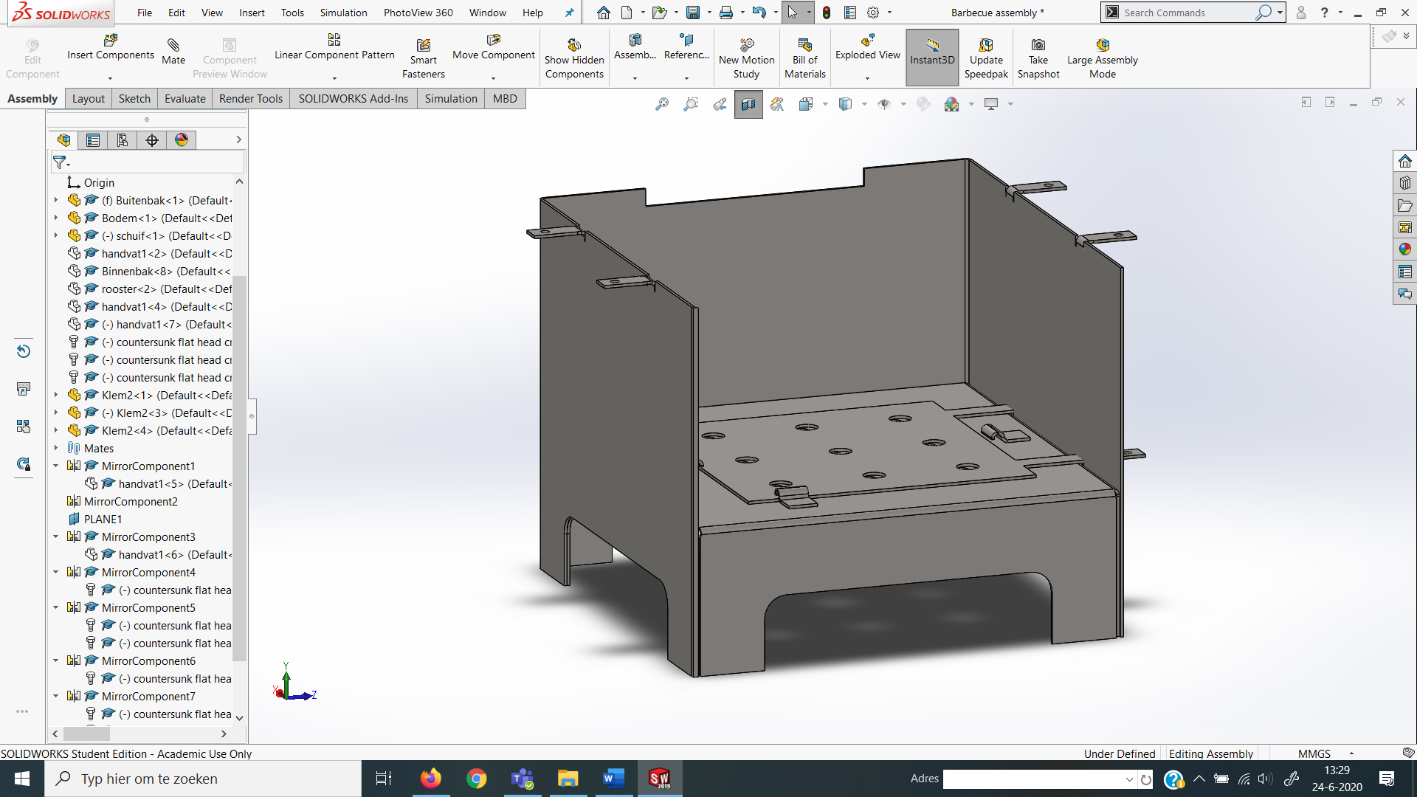 SOLIDWORKS
File Edit View Insert Tools Simulation PhotoView 360 Window Help
Barbecue assembly *
Search Commands
Edit Component
Insert Components
Mate
Component Preview Window
Linear Component Pattern
Smart Fasteners
Move Component
Show Hidden Components
Assemb...
Referenc...
New Motion Study
Bill of Materials
Exploded View
Instant3D
Update Speedpak
Take Snapshot
Large Assembly Mode
Assembly Layout Sketch Evaluate Render Tools SOLIDWORKS Add-Ins Simulation MBD
Origin
(f) Buitenbak<1> (Default<
Bodem<1> (Default<<Def
(-) schuif<1> (Default<<D
handvat1<2> (Default<<D
Binnenbak<8> (Default<<
rooster<2> (Default<<Def
handvat1<4> (Default<<D
(-) handvat1<7> (Default<
(-) countersunk flat head cr
(-) countersunk flat head cr
(-) countersunk flat head cr
Klem2<1> (Default<<Defa
(-) Klem2<3> (Default<<D
Klem2<4> (Default<<Defa
Mates
MirrorComponent1
handvat1<5> (Default<
MirrorComponent2
PLANE1
MirrorComponent3
handvat1<6> (Default<
MirrorComponent4
(-) countersunk flat hea
MirrorComponent5
(-) countersunk flat hea
(-) countersunk flat hea
MirrorComponent6
(-) countersunk flat hea
MirrorComponent7
(-) countersunk flat hea
Y
X
Z
SOLIDWORKS Student Edition - Academic Use Only
Under Defined
Editing Assembly
MMGS
Typ hier om te zoeken
SW 2019
Adres
13:29
24-6-2020